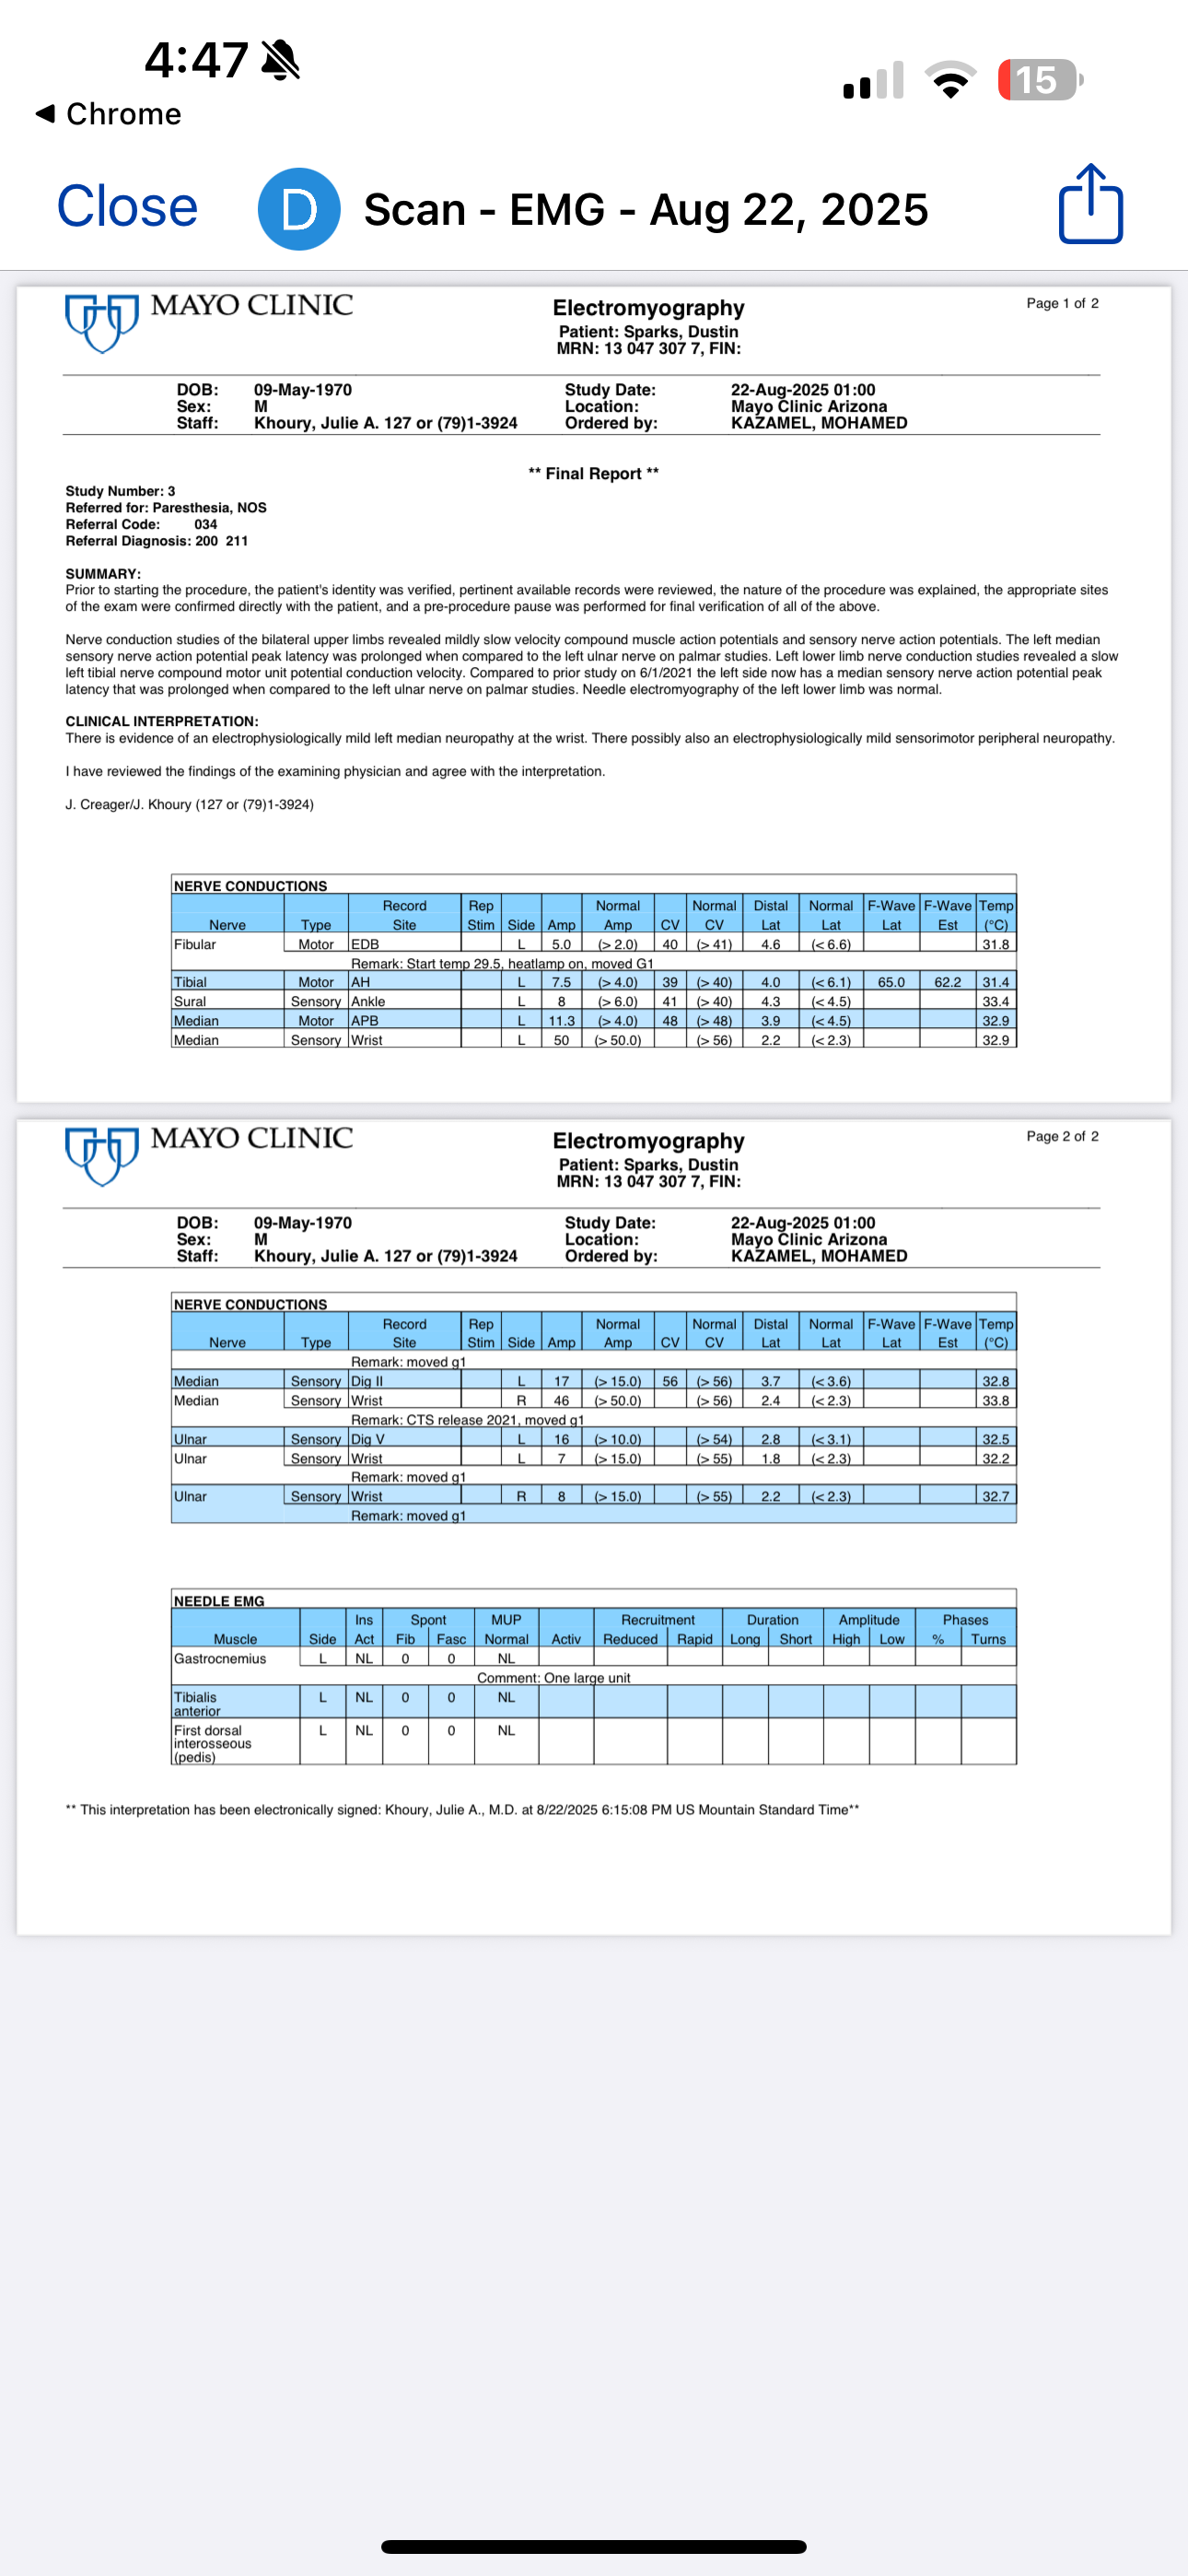 4:47
15
◀ Chrome
Close D Scan - EMG - Aug 22, 2025
MAYO CLINIC Electromyography Page 1 of 2
Patient: Sparks, Dustin
MRN: 13 047 307 7, FIN:
DOB: 09-May-1970 Study Date: 22-Aug-2025 01:00
Sex: M Location: Mayo Clinic Arizona
Staff: Khoury, Julie A. 127 or (79)1-3924 Ordered by: KAZAMEL, MOHAMED
** Final Report **
Study Number: 3
Referred for: Paresthesia, NOS
Referral Code: 034
Referral Diagnosis: 200 211
SUMMARY:
Prior to starting the procedure, the patient's identity was verified, pertinent available records were reviewed, the nature of the procedure was explained, the appropriate sites
of the exam were confirmed directly with the patient, and a pre-procedure pause was performed for final verification of all of the above.
Nerve conduction studies of the bilateral upper limbs revealed mildly slow velocity compound muscle action potentials and sensory nerve action potentials. The left median
sensory nerve action potential peak latency was prolonged when compared to the left ulnar nerve on palmar studies. Left lower limb nerve conduction studies revealed a slow
left tibial nerve compound motor unit potential conduction velocity. Compared to prior study on 6/1/2021 the left side now has a median sensory nerve action potential peak
latency that was prolonged when compared to the left ulnar nerve on palmar studies. Needle electromyography of the left lower limb was normal.
CLINICAL INTERPRETATION:
There is evidence of an electrophysiologically mild left median neuropathy at the wrist. There possibly also an electrophysiologically mild sensorimotor peripheral neuropathy.
I have reviewed the findings of the examining physician and agree with the interpretation.
J. Creager/J. Khoury (127 or (79)1-3924)
NERVE CONDUCTIONS
Record Rep Normal Normal Distal Normal F-Wave F-Wave Temp
Nerve Type Site Stim Side Amp Amp CV CV Lat Lat Lat Est (°C)
Fibular Motor EDB L 5.0 (> 2.0) 40 (> 41) 4.6 (< 6.6) 31.8
Remark: Start temp 29.5, heatlamp on, moved G1
Tibial Motor AH L 7.5 (> 4.0) 39 (> 40) 4.0 (< 6.1) 65.0 62.2 31.4
Sural Sensory Ankle L 8 (> 6.0) 41 (> 40) 4.3 (< 4.5) 33.4
Median Motor APB L 11.3 (> 4.0) 48 (> 48) 3.9 (< 4.5) 32.9
Median Sensory Wrist L 50 (> 50.0) (> 56) 2.2 (< 2.3) 32.9
MAYO CLINIC Electromyography Page 2 of 2
Patient: Sparks, Dustin
MRN: 13 047 307 7, FIN:
DOB: 09-May-1970 Study Date: 22-Aug-2025 01:00
Sex: M Location: Mayo Clinic Arizona
Staff: Khoury, Julie A. 127 or (79)1-3924 Ordered by: KAZAMEL, MOHAMED
NERVE CONDUCTIONS
Record Rep Normal Normal Distal Normal F-Wave F-Wave Temp
Nerve Type Site Stim Side Amp Amp CV CV Lat Lat Lat Est (°C)
Remark: moved g1
Median Sensory Dig II L 17 (> 15.0) 56 (> 56) 3.7 (< 3.6) 32.8
Median Sensory Wrist R 46 (> 50.0) (> 56) 2.4 (< 2.3) 33.8
Remark: CTS release 2021, moved g1
Ulnar Sensory Dig V L 16 (> 10.0) (> 54) 2.8 (< 3.1) 32.5
Ulnar Sensory Wrist L 7 (> 15.0) (> 55) 1.8 (< 2.3) 32.2
Remark: moved g1
Ulnar Sensory Wrist R 8 (> 15.0) (> 55) 2.2 (< 2.3) 32.7
Remark: moved g1
NEEDLE EMG
Ins Spont MUP Recruitment Duration Amplitude Phases
Muscle Side Act Fib Fasc Normal Activ Reduced Rapid Long Short High Low % Turns
Gastrocnemius L NL 0 0 NL
Comment: One large unit
Tibialis L NL 0 0 NL
anterior
First dorsal L NL 0 0 NL
interosseous
(pedis)
** This interpretation has been electronically signed: Khoury, Julie A., M.D. at 8/22/2025 6:15:08 PM US Mountain Standard Time**